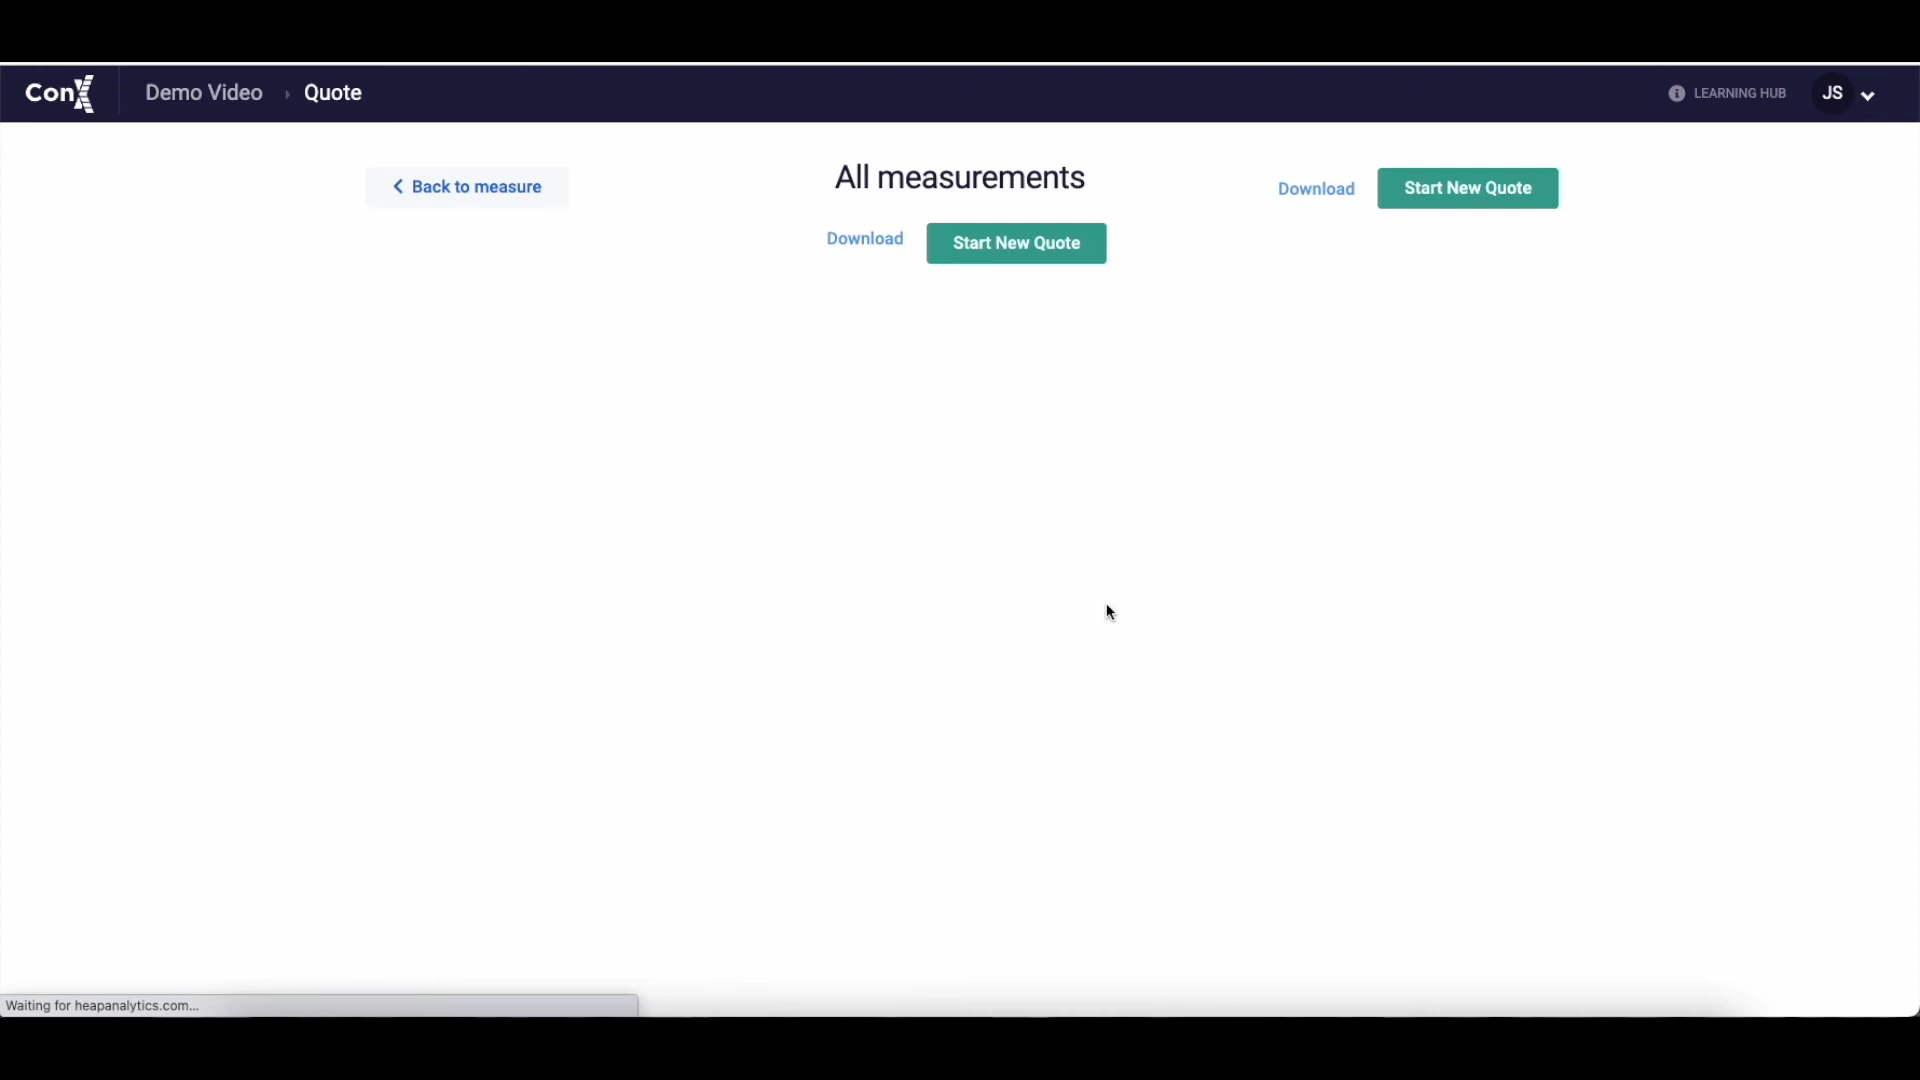 ConX
Demo Video › Quote
LEARNING HUB
JS
Back to measure
All measurements
Download
Start New Quote
Download
Start New Quote
Waiting for heapanalytics.com...